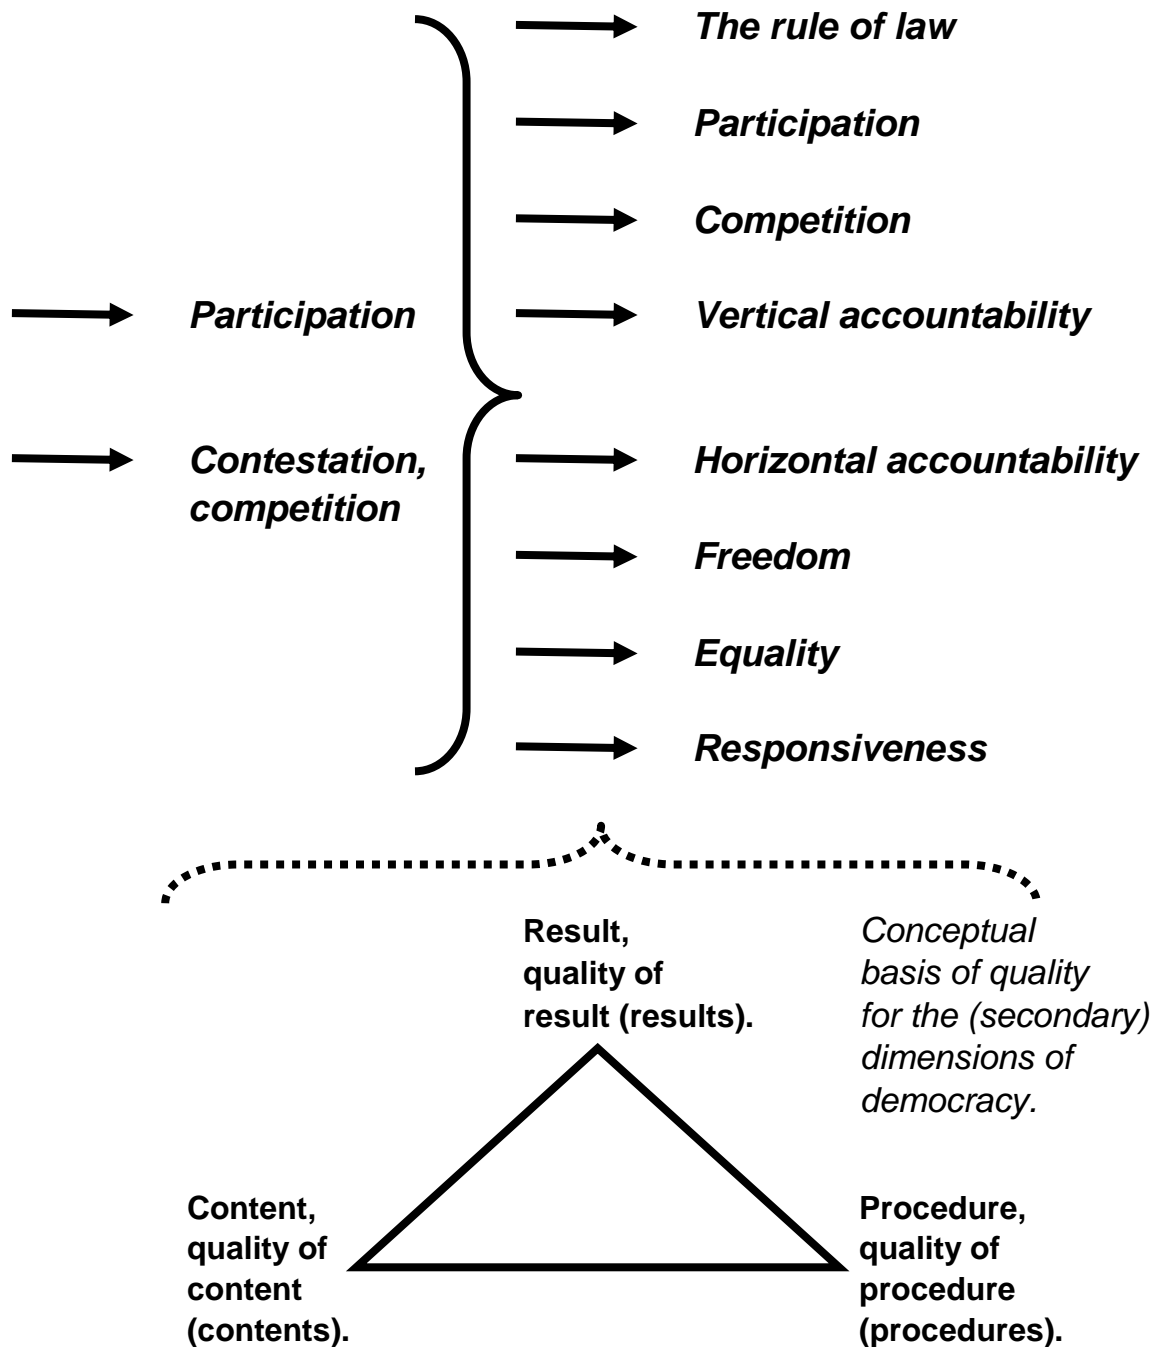 The rule of law
Participation
Competition
Participation
Vertical accountability
Contestation,
competition
Horizontal accountability
Freedom
Equality
Responsiveness
Result,
quality of
result (results).
Conceptual
basis of quality
for the (secondary)
dimensions of
democracy.
Content,
quality of
content
(contents).
Procedure,
quality of
procedure
(procedures).